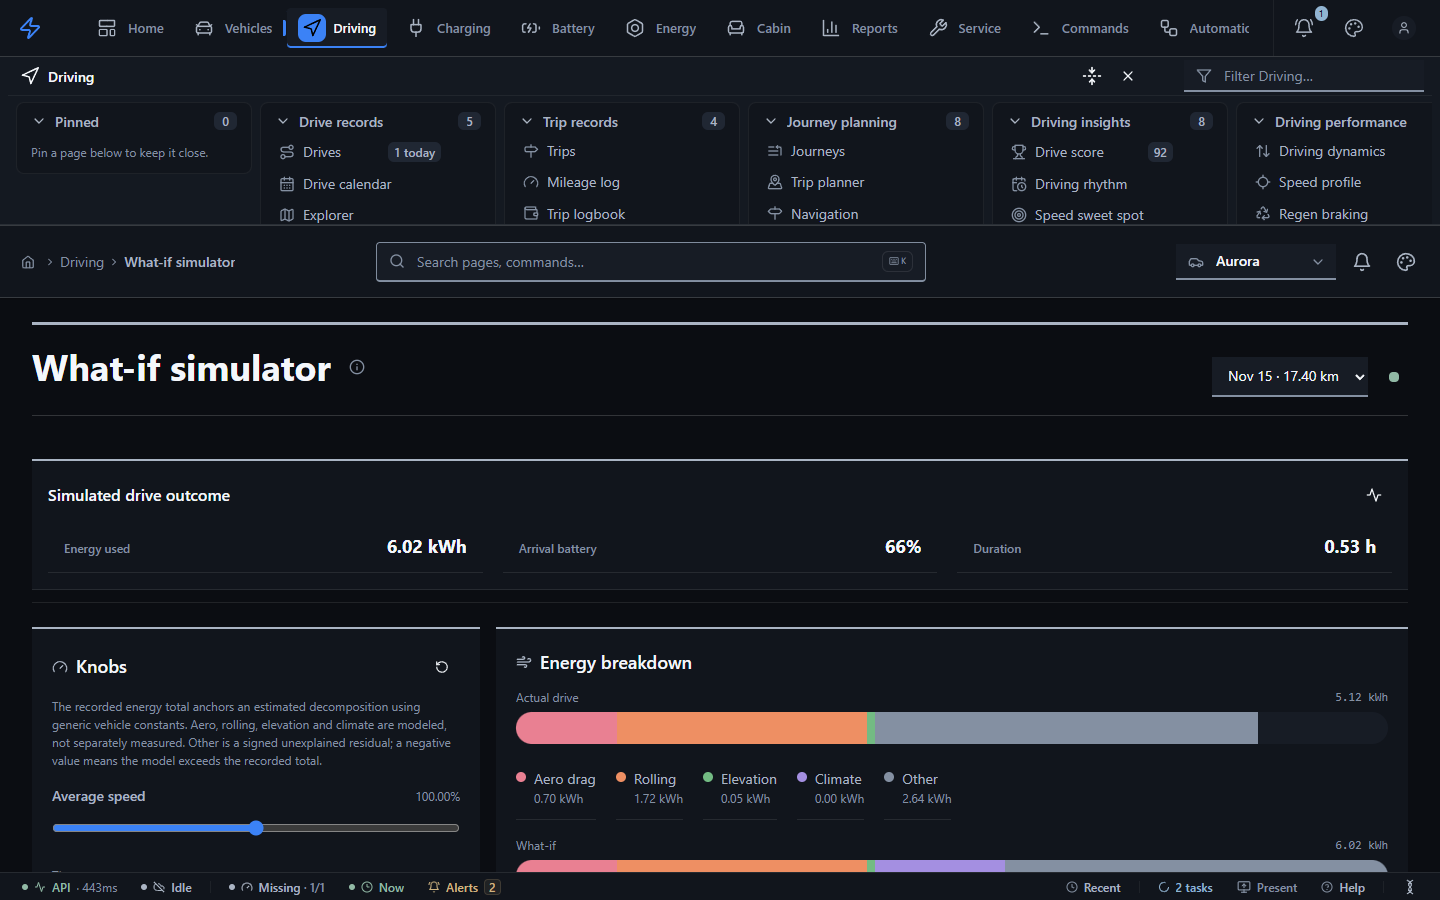 Home
Vehicles
Driving
Charging
Battery
Energy
Cabin
Reports
Service
Commands
Automatic
1
Driving
Filter Driving...
Pinned 0
Pin a page below to keep it close.
Drive records 5
Drives 1 today
Drive calendar
Explorer
Trip records 4
Trips
Mileage log
Trip logbook
Journey planning 8
Journeys
Trip planner
Navigation
Driving insights 8
Drive score 92
Driving rhythm
Speed sweet spot
Driving performance
Driving dynamics
Speed profile
Regen braking
Driving > What-if simulator
Search pages, commands... K
Aurora
What-if simulator
Nov 15 · 17.40 km
Simulated drive outcome
Energy used 6.02 kWh
Arrival battery 66%
Duration 0.53 h
Knobs
The recorded energy total anchors an estimated decomposition using
generic vehicle constants. Aero, rolling, elevation and climate are modeled,
not separately measured. Other is a signed unexplained residual; a negative
value means the model exceeds the recorded total.
Average speed 100.00%
Energy breakdown
Actual drive 5.12 kWh
Aero drag
0.70 kWh
Rolling
1.72 kWh
Elevation
0.05 kWh
Climate
0.00 kWh
Other
2.64 kWh
What-if 6.02 kWh
API · 443ms
Idle
Missing · 1/1
Now
Alerts 2
Recent
2 tasks
Present
Help